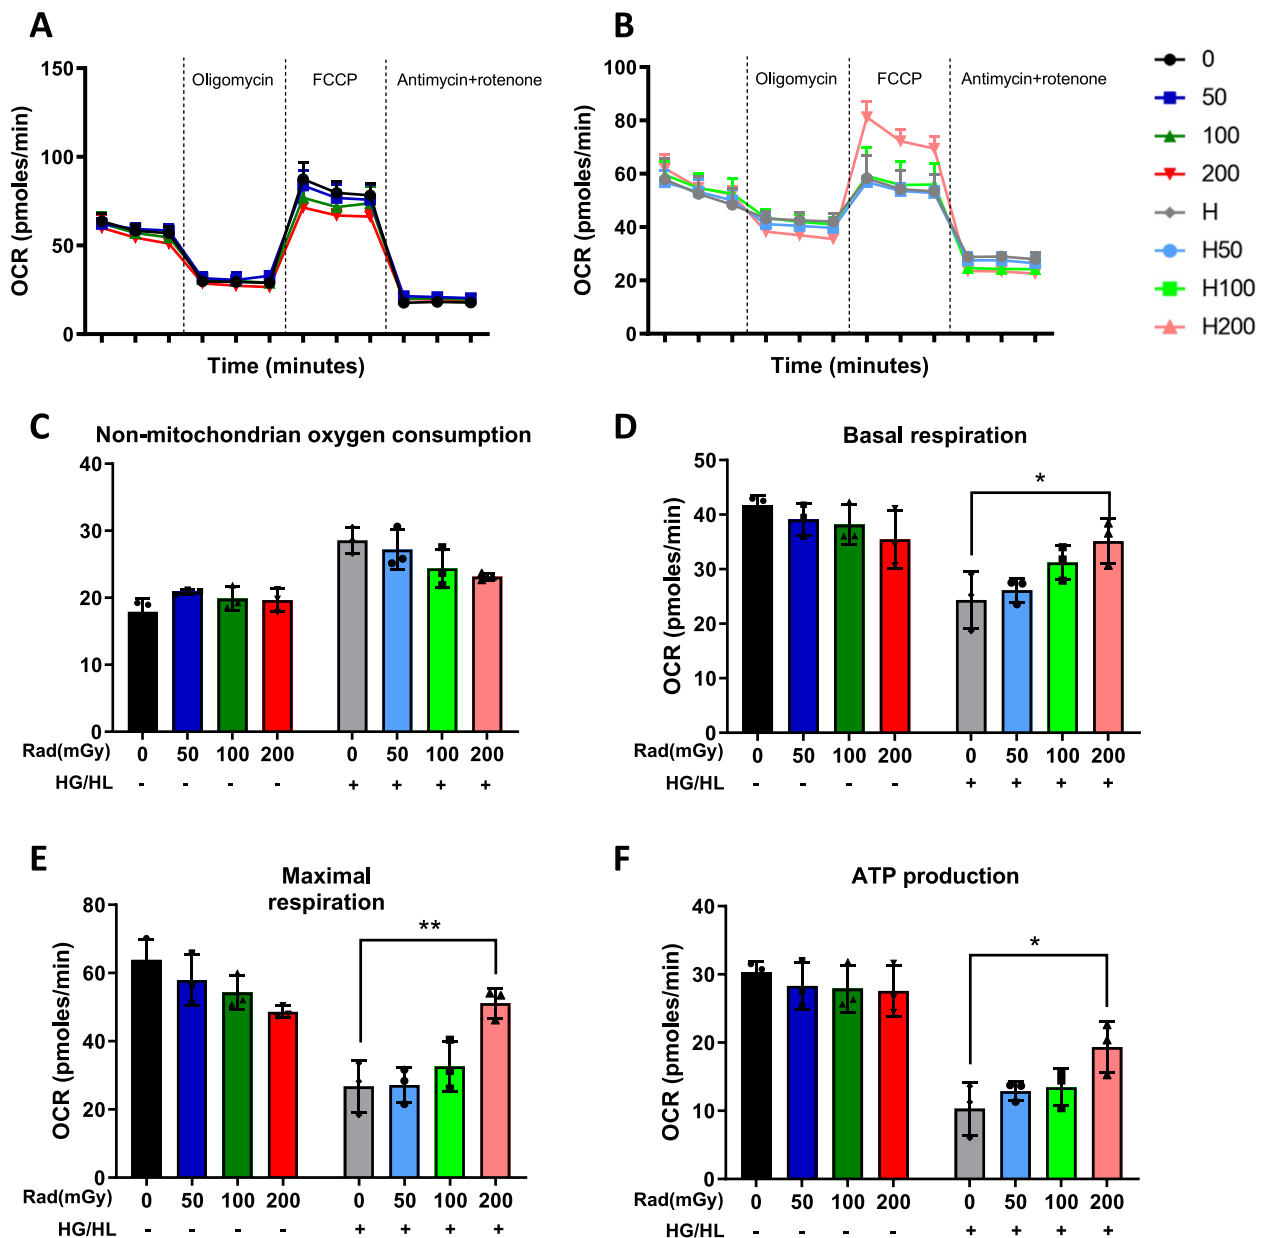 A
B
150
100
50
0
OCR (pmoles/min)
Oligomycin
FCCP
Antimycin+rotenone
Time (minutes)
100
80
60
40
20
0
OCR (pmoles/min)
Oligomycin
FCCP
Antimycin+rotenone
Time (minutes)
0
50
100
200
H
H50
H100
H200
C
Non-mitochondrian oxygen consumption
40
30
20
10
0
Rad(mGy) 0 50 100 200 0 50 100 200
HG/HL - - - - + + + +
D
Basal respiration
50
40
30
20
10
0
OCR (pmoles/min)
*
Rad(mGy) 0 50 100 200 0 50 100 200
HG/HL - - - - + + + +
E
Maximal
respiration
80
60
40
20
0
OCR (pmoles/min)
**
Rad(mGy) 0 50 100 200 0 50 100 200
HG/HL - - - - + + + +
F
ATP production
40
30
20
10
0
OCR (pmoles/min)
*
Rad(mGy) 0 50 100 200 0 50 100 200
HG/HL - - - - + + + +